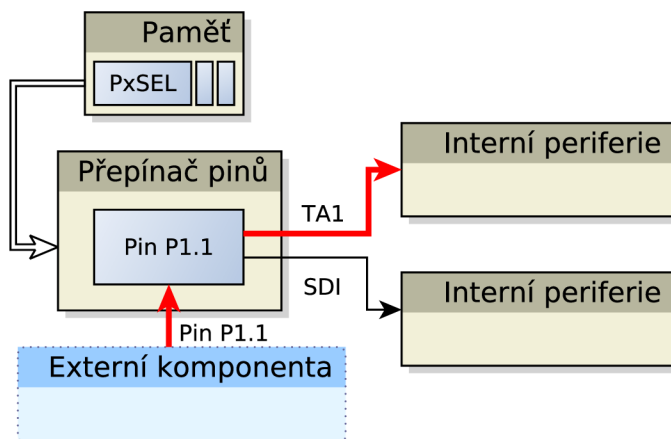 Paměť
PxSEL
Přepínač pinů
Pin P1.1
TA1
SDI
Interní periferie
Interní periferie
Pin P1.1
Externí komponenta